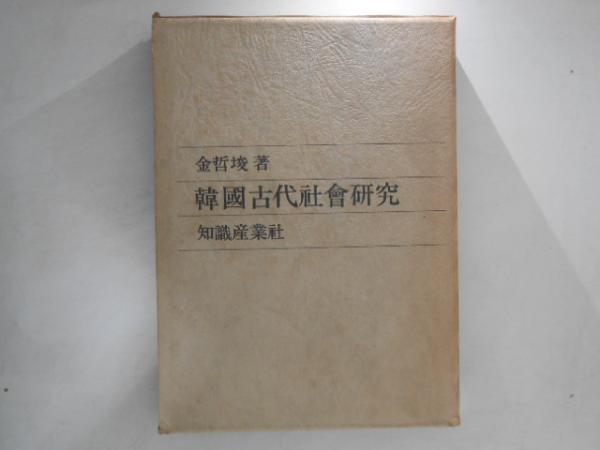 金哲埈 著
韓國古代社會研究
知識産業社